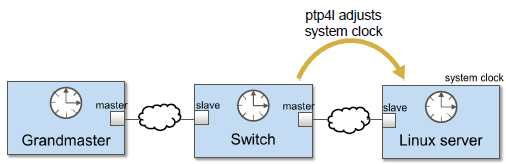 ptp4l adjusts
system clock
system clock
master
slave
master
slave
Grandmaster
Switch
Linux server